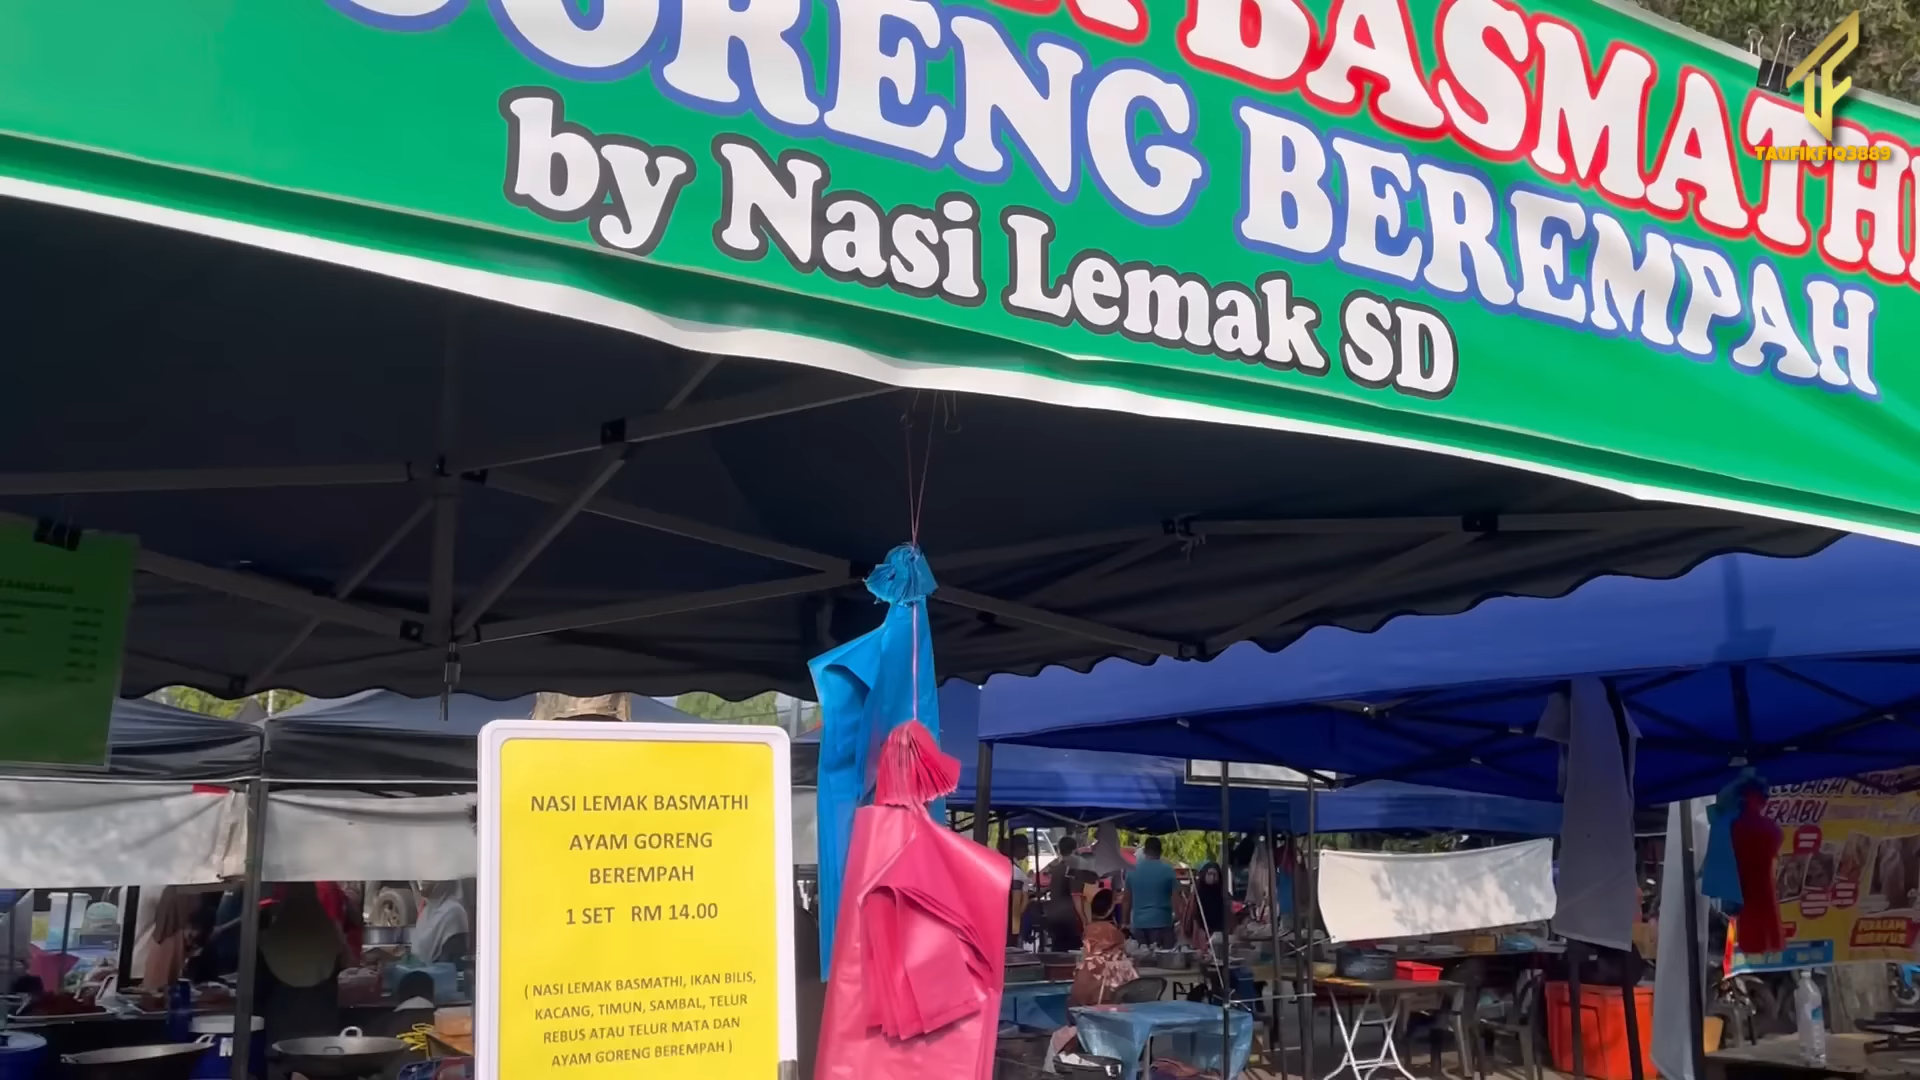 BASMATHI
GORENG BEREMPAH
by Nasi Lemak SD
TAUFIKFIQ3889
NASI LEMAK BASMATHI
AYAM GORENG
BEREMPAH
1 SET RM 14.00
( NASI LEMAK BASMATHI, IKAN BILIS,
KACANG, TIMUN, SAMBAL, TELUR
REBUS ATAU TELUR MATA DAN
AYAM GORENG BEREMPAH )